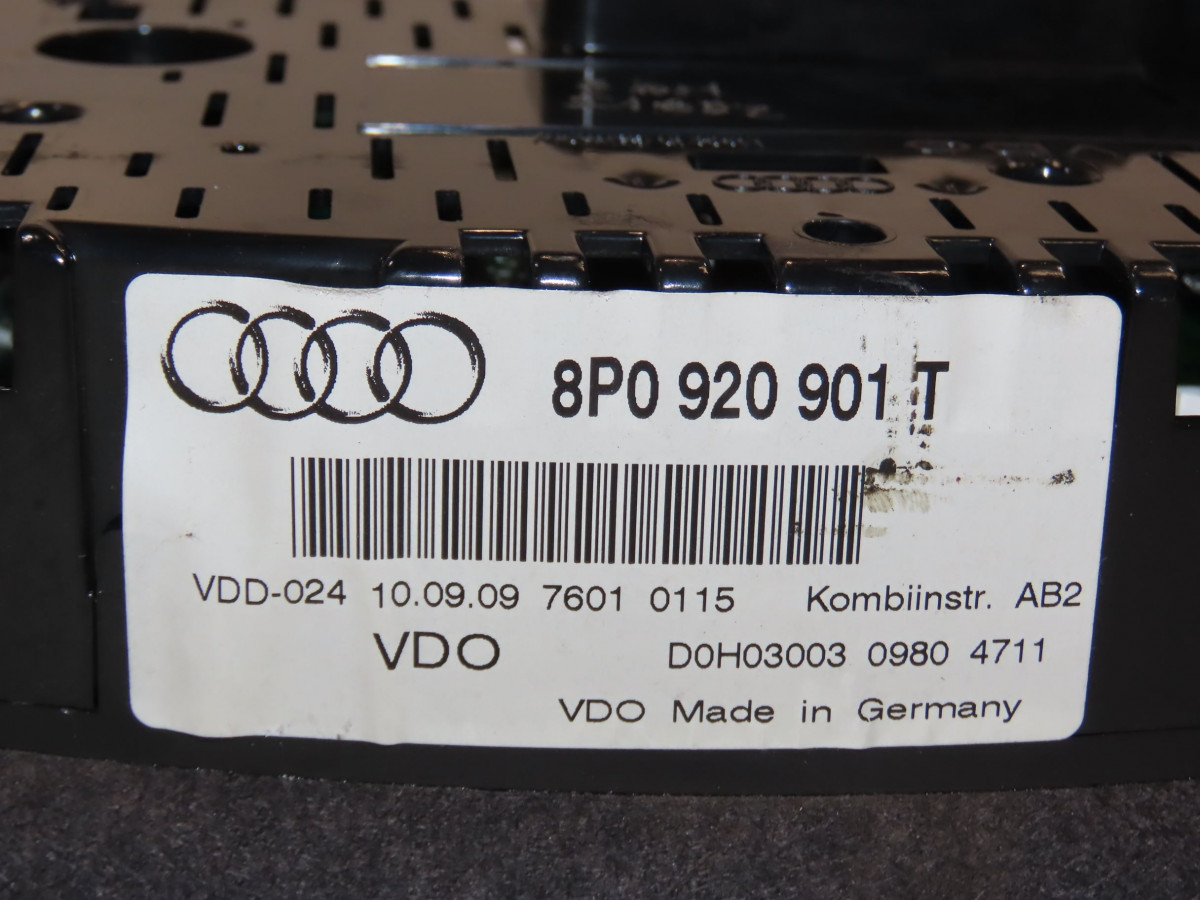 8P0 920 901 T
VDD-024 10.09.09 7601 0115 Kombiinstr. AB2
VDO D0H03003 0980 4711
VDO Made in Germany